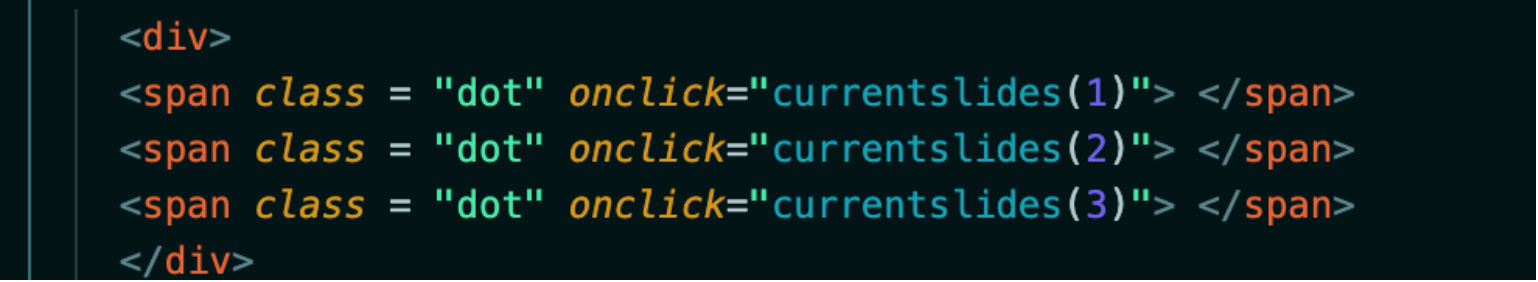 <div>
<span class = "dot" onclick="currentslides(1)"> </span>
<span class = "dot" onclick="currentslides(2)"> </span>
<span class = "dot" onclick="currentslides(3)"> </span>
</div>